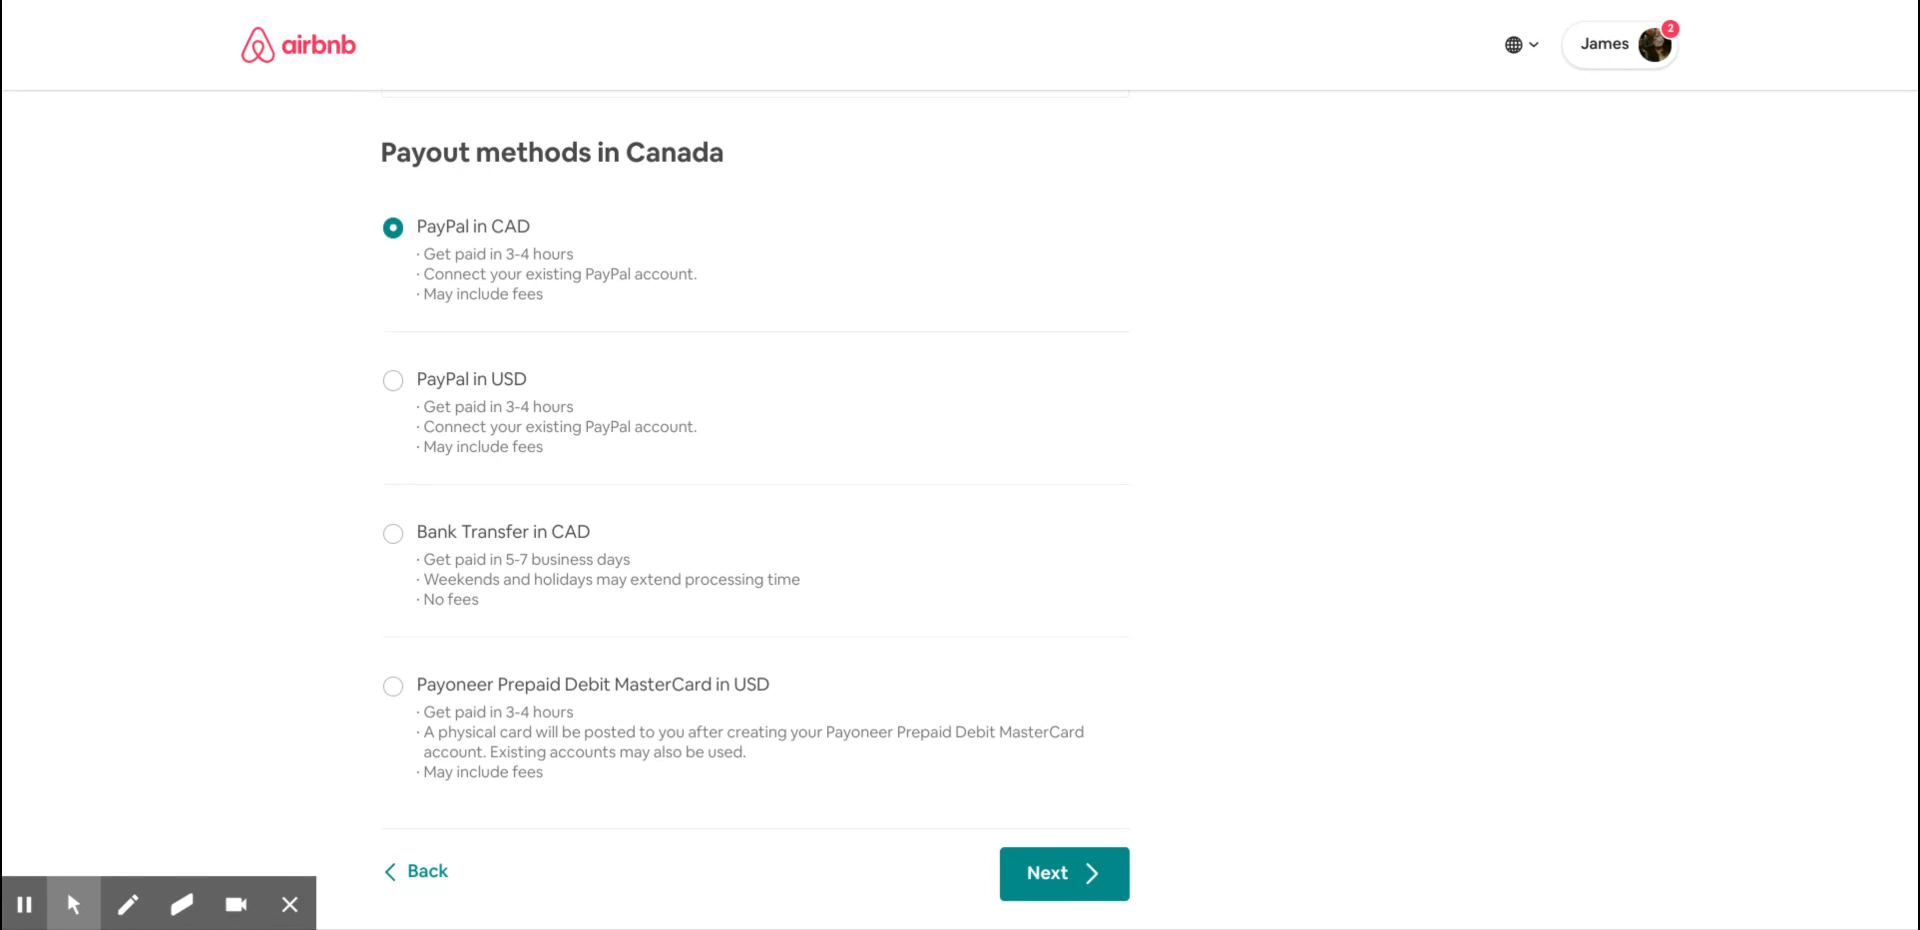 airbnb
James
2
Payout methods in Canada
PayPal in CAD
· Get paid in 3-4 hours
· Connect your existing PayPal account.
· May include fees
PayPal in USD
· Get paid in 3-4 hours
· Connect your existing PayPal account.
· May include fees
Bank Transfer in CAD
· Get paid in 5-7 business days
· Weekends and holidays may extend processing time
· No fees
Payoneer Prepaid Debit MasterCard in USD
· Get paid in 3-4 hours
· A physical card will be posted to you after creating your Payoneer Prepaid Debit MasterCard
account. Existing accounts may also be used.
· May include fees
Back
Next